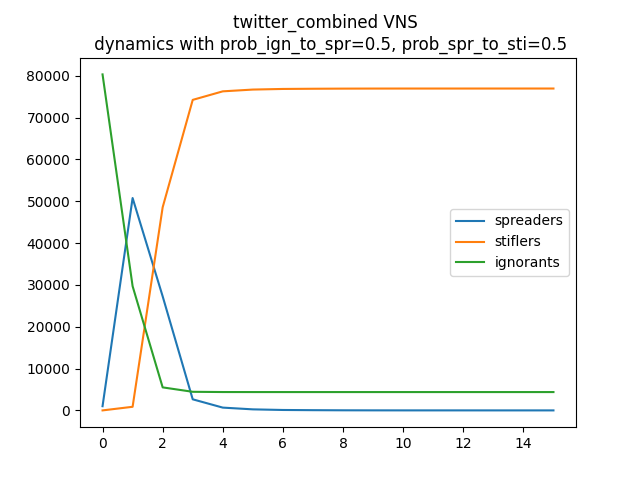 twitter_combined VNS
dynamics with prob_ign_to_spr=0.5, prob_spr_to_sti=0.5
80000
70000
60000
50000
40000
30000
20000
10000
0
spreaders
stiflers
ignorants
0 2 4 6 8 10 12 14